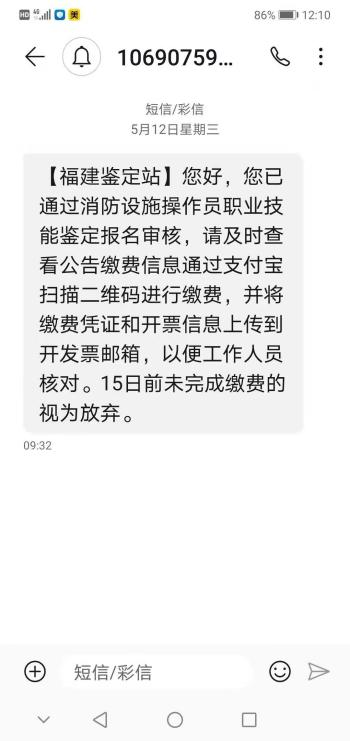 HD 4G 美 86% 12:10
10690759...
短信/彩信
5月12日星期三
【福建鉴定站】您好，您已
通过消防设施操作员职业技
能鉴定报名审核，请及时查
看公告缴费信息通过支付宝
扫描二维码进行缴费，并将
缴费凭证和开票信息上传到
开发票邮箱，以便工作人员
核对。15日前未完成缴费的
视为放弃。
09:32
短信/彩信